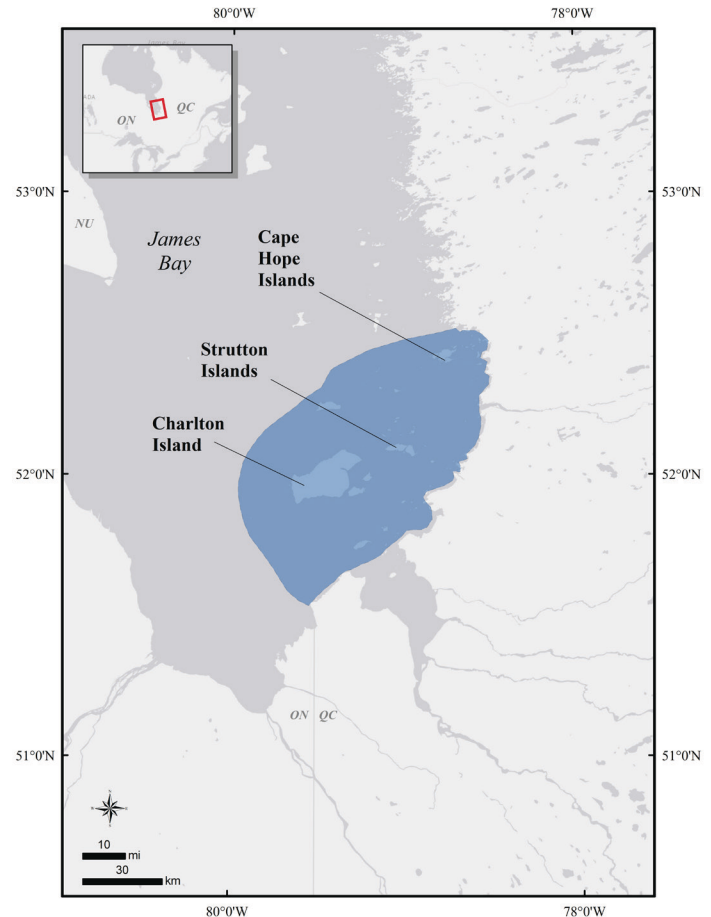 80°0'W
78°0'W
ON
QC
53°0'N
53°0'N
NU
James
Bay
Cape
Hope
Islands
Strutton
Islands
Charlton
Island
52°0'N
52°0'N
ON
QC
51°0'N
51°0'N
10
mi
30
km
80°0'W
78°0'W